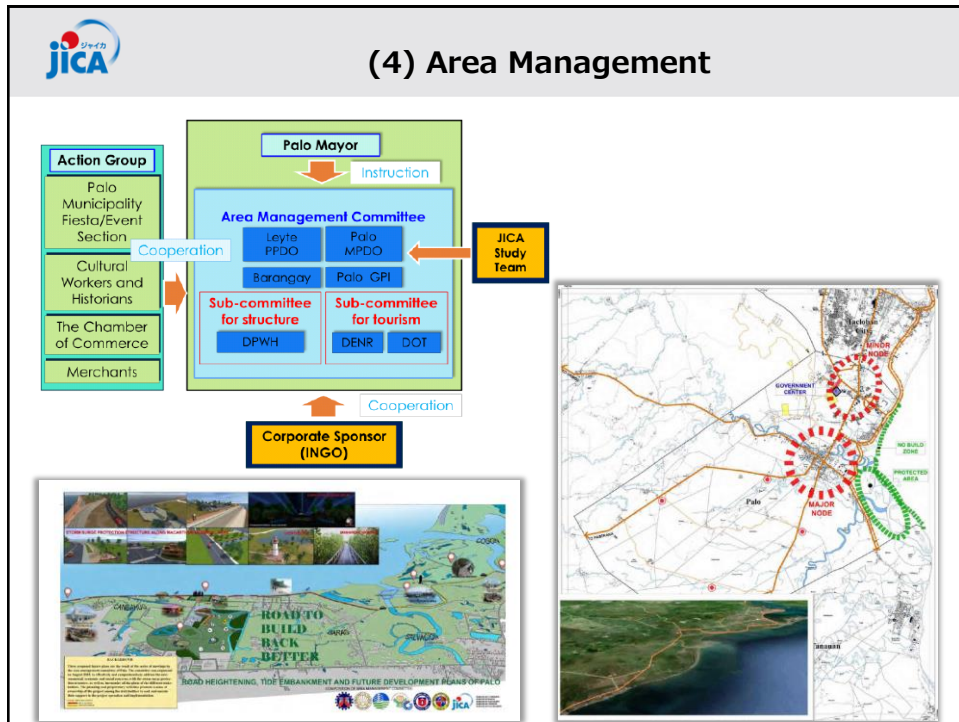 ジャイカ
JICA
(4) Area Management
Action Group
Palo
Municipality
Fiesta/Event
Section
Cultural
Workers and
Historians
The Chamber
of Commerce
Merchants
Cooperation
Palo Mayor
Instruction
Area Management Committee
Leyte
PPDO
Palo
MPDO
Barangay
Palo GPI
Sub-committee
for structure
DPWH
Sub-committee
for tourism
DENR
DOT
JICA
Study
Team
Cooperation
Corporate Sponsor
(INGO)
ROAD TO
BUILD
BACK
BETTER
ROAD HEIGHTENING, TIDE EMBANKMENT AND FUTURE DEVELOPMENT PLANS OF PALO
JICA
Tacloban
City
MINOR
NODE
GOVERNMENT
CENTER
NO BUILD
ZONE
PROTECTED
AREA
Palo
MAJOR
NODE
Tanauan